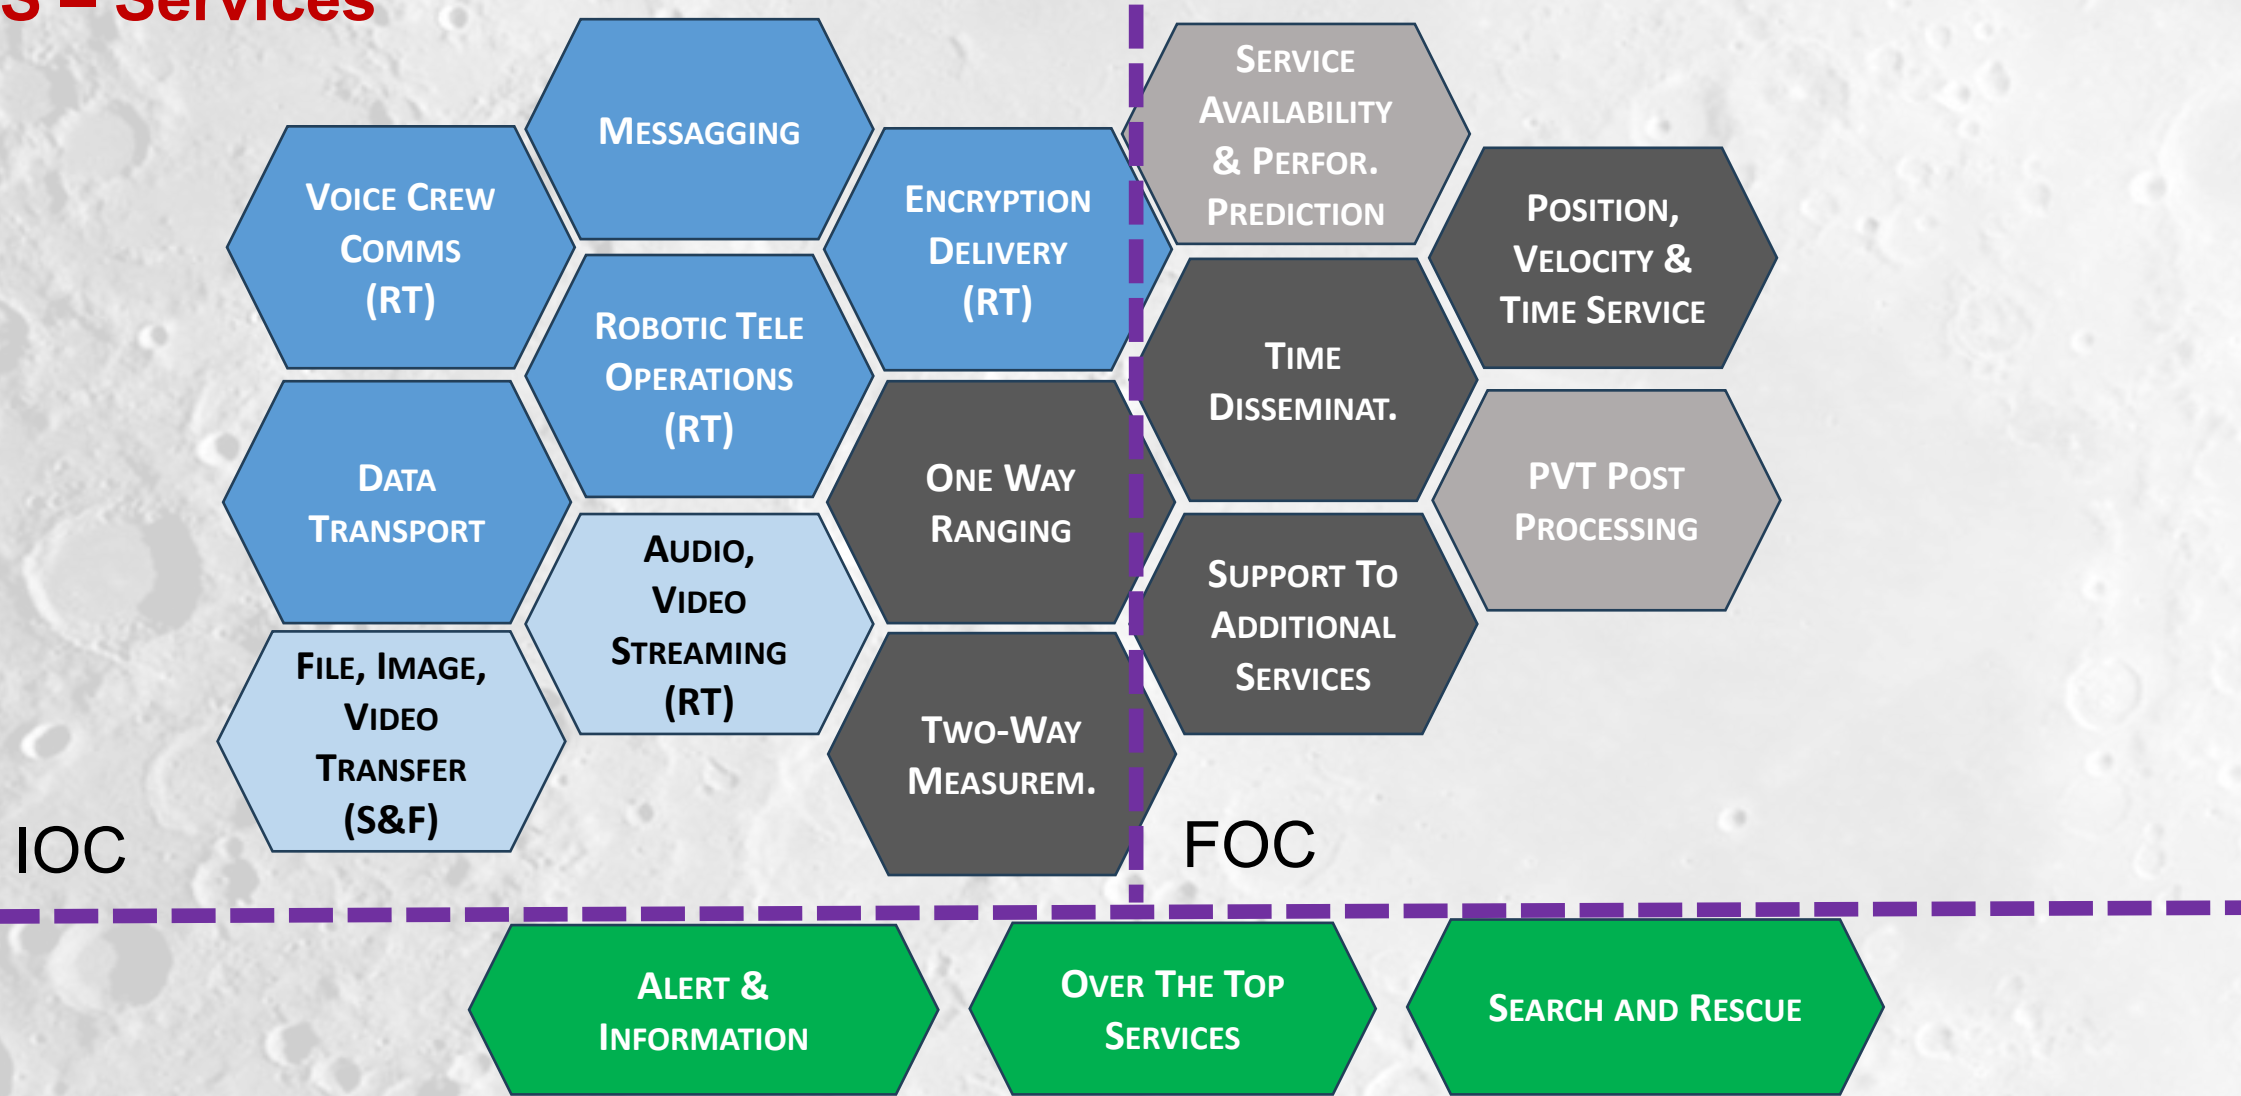 S – Services
MESSAGGING
VOICE CREW
COMMS
(RT)
ENCRYPTION
DELIVERY
(RT)
ROBOTIC TELE
OPERATIONS
(RT)
DATA
TRANSPORT
ONE WAY
RANGING
AUDIO,
VIDEO
STREAMING
(RT)
FILE, IMAGE,
VIDEO
TRANSFER
(S&F)
TWO-WAY
MEASUREM.
IOC
SERVICE
AVAILABILITY
& PERFOR.
PREDICTION
POSITION,
VELOCITY &
TIME SERVICE
TIME
DISSEMINAT.
PVT POST
PROCESSING
SUPPORT TO
ADDITIONAL
SERVICES
FOC
ALERT &
INFORMATION
OVER THE TOP
SERVICES
SEARCH AND RESCUE